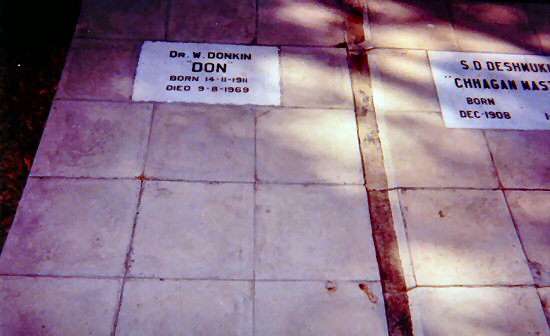 Dr. W. DONKIN
"DON"
BORN 14-11-1911
DIED 9-8-1969
S.D. DESHMUK
"CHHAGAN MAST
BORN
DEC-1908